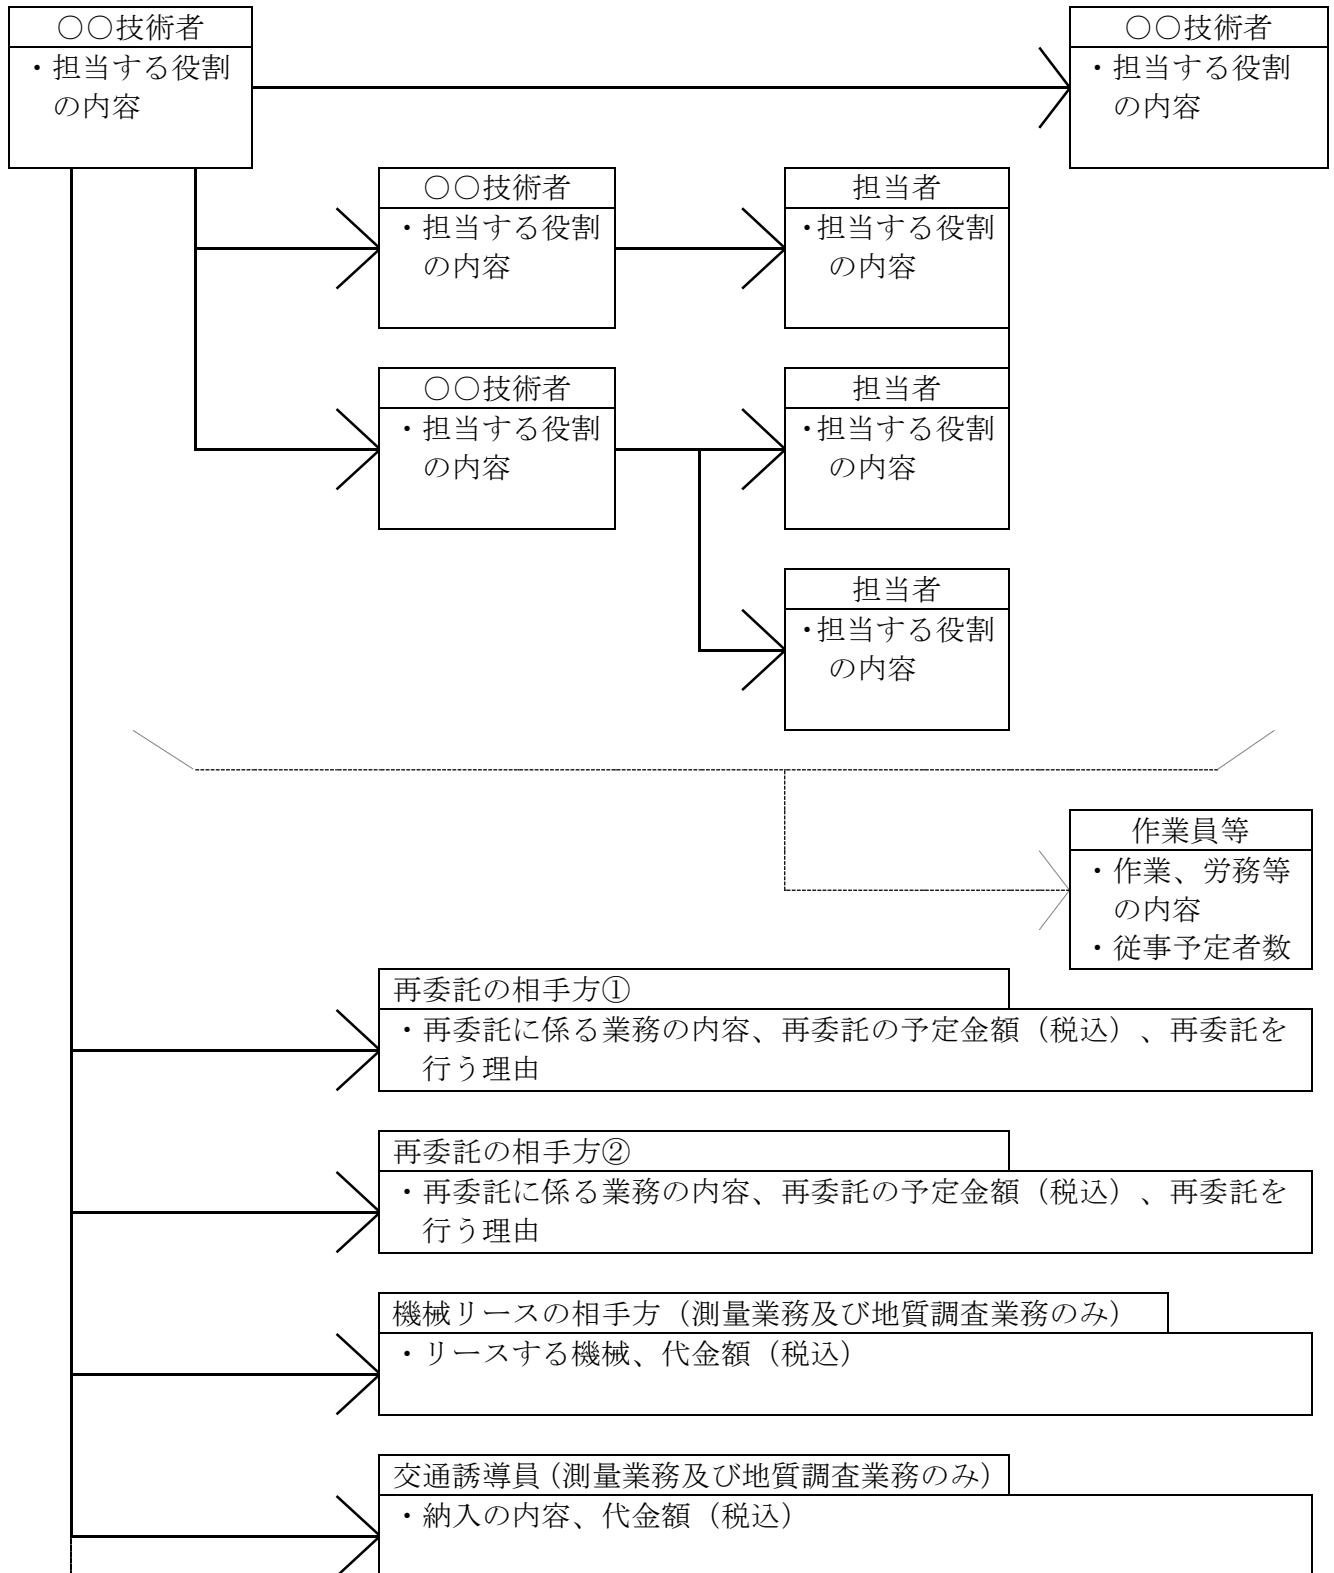 〇〇技術者
・担当する役割
の内容
〇〇技術者
・担当する役割
の内容
〇〇技術者
・担当する役割
の内容
担当者
・担当する役割
の内容
〇〇技術者
・担当する役割
の内容
担当者
・担当する役割
の内容
担当者
・担当する役割
の内容
作業員等
・作業、労務等
の内容
・従事予定者数
再委託の相手方①
・再委託に係る業務の内容、再委託の予定金額（税込）、再委託を
行う理由
再委託の相手方②
・再委託に係る業務の内容、再委託の予定金額（税込）、再委託を
行う理由
機械リースの相手方（測量業務及び地質調査業務のみ）
・リースする機械、代金額（税込）
交通誘導員（測量業務及び地質調査業務のみ）
・納入の内容、代金額（税込）